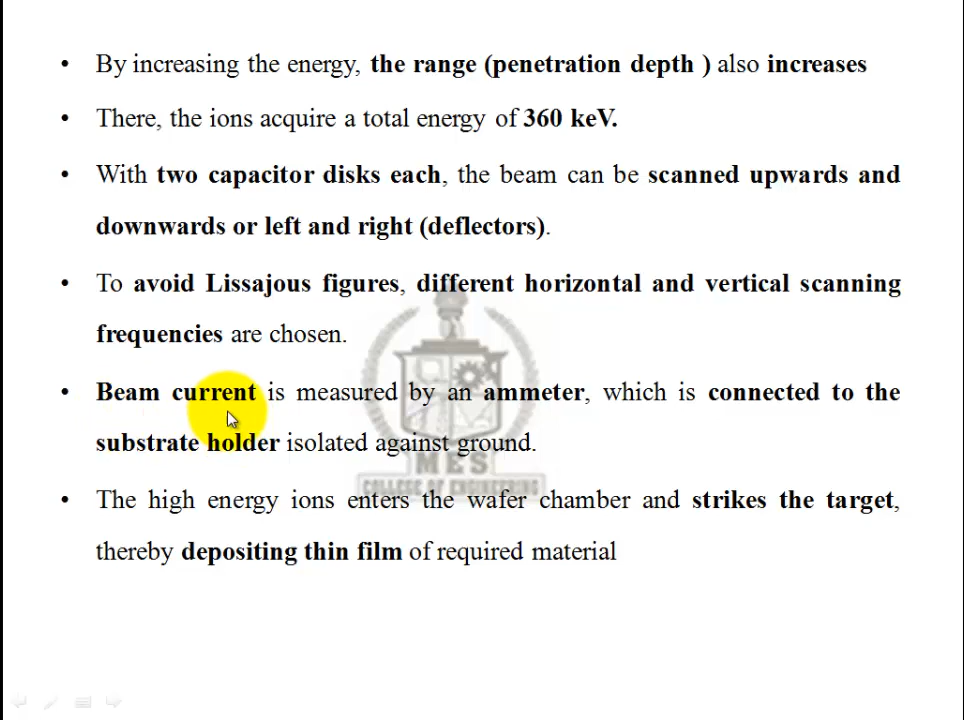 • By increasing the energy, the range (penetration depth ) also increases
• There, the ions acquire a total energy of 360 keV.
• With two capacitor disks each, the beam can be scanned upwards and
downwards or left and right (deflectors).
• To avoid Lissajous figures, different horizontal and vertical scanning
frequencies are chosen.
• Beam current is measured by an ammeter, which is connected to the
substrate holder isolated against ground.
M E S
COLLEGE OF ENGINEERING
• The high energy ions enters the wafer chamber and strikes the target,
thereby depositing thin film of required material